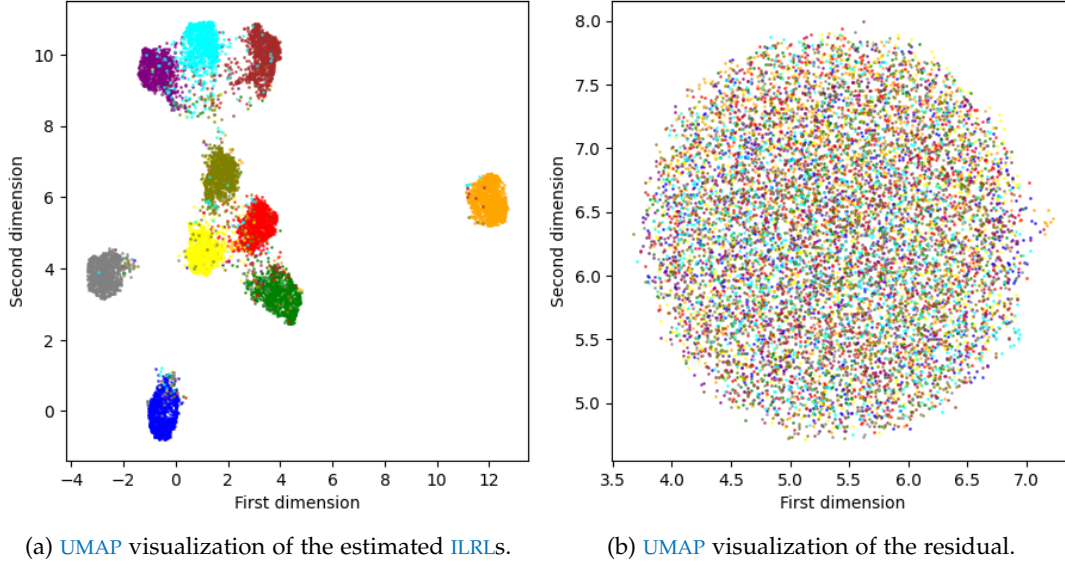 10
8
6
4
2
0
Second dimension
−4 −2 0 2 4 6 8 10 12
First dimension
(a) UMAP visualization of the estimated ILRLs.
8.0
7.5
7.0
6.5
6.0
5.5
5.0
Second dimension
3.5 4.0 4.5 5.0 5.5 6.0 6.5 7.0
First dimension
(b) UMAP visualization of the residual.